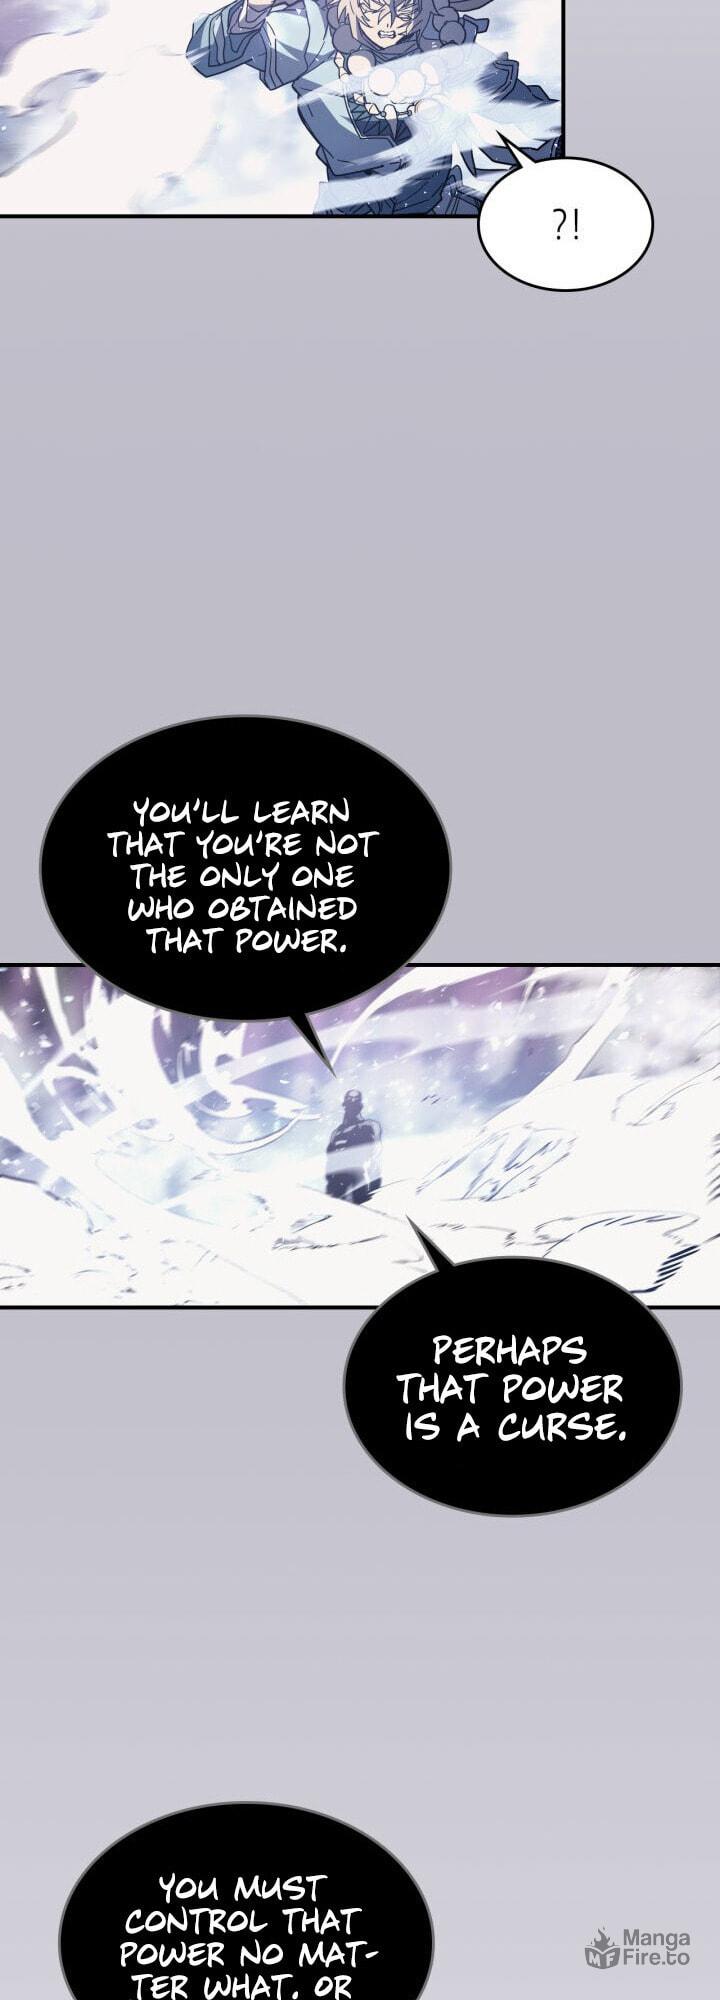 ?!
YOU'LL LEARN
THAT YOU'RE NOT
THE ONLY ONE
WHO OBTAINED
THAT POWER.
PERHAPS
THAT POWER
IS A CURSE.
YOU MUST
CONTROL THAT
POWER NO MAT-
TER WHAT. OR
MF
Manga
Fire.to